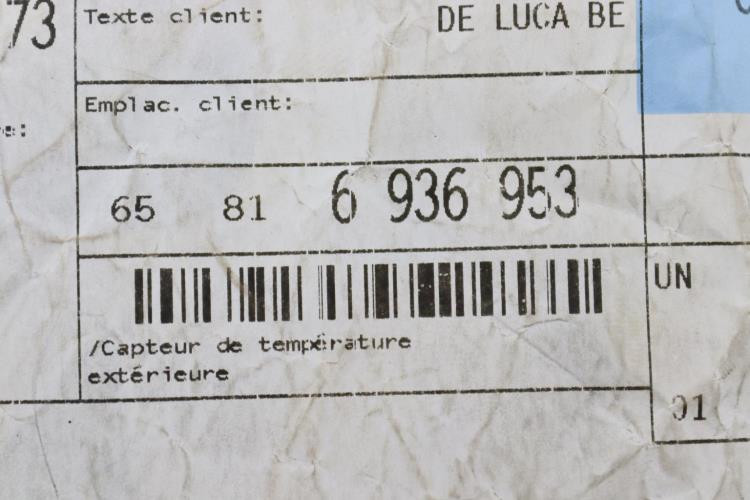 73
Texte client:
DE LUCA BE
Emplac. client:
65 81 6 936 953
UN
/Capteur de température
extérieure
01